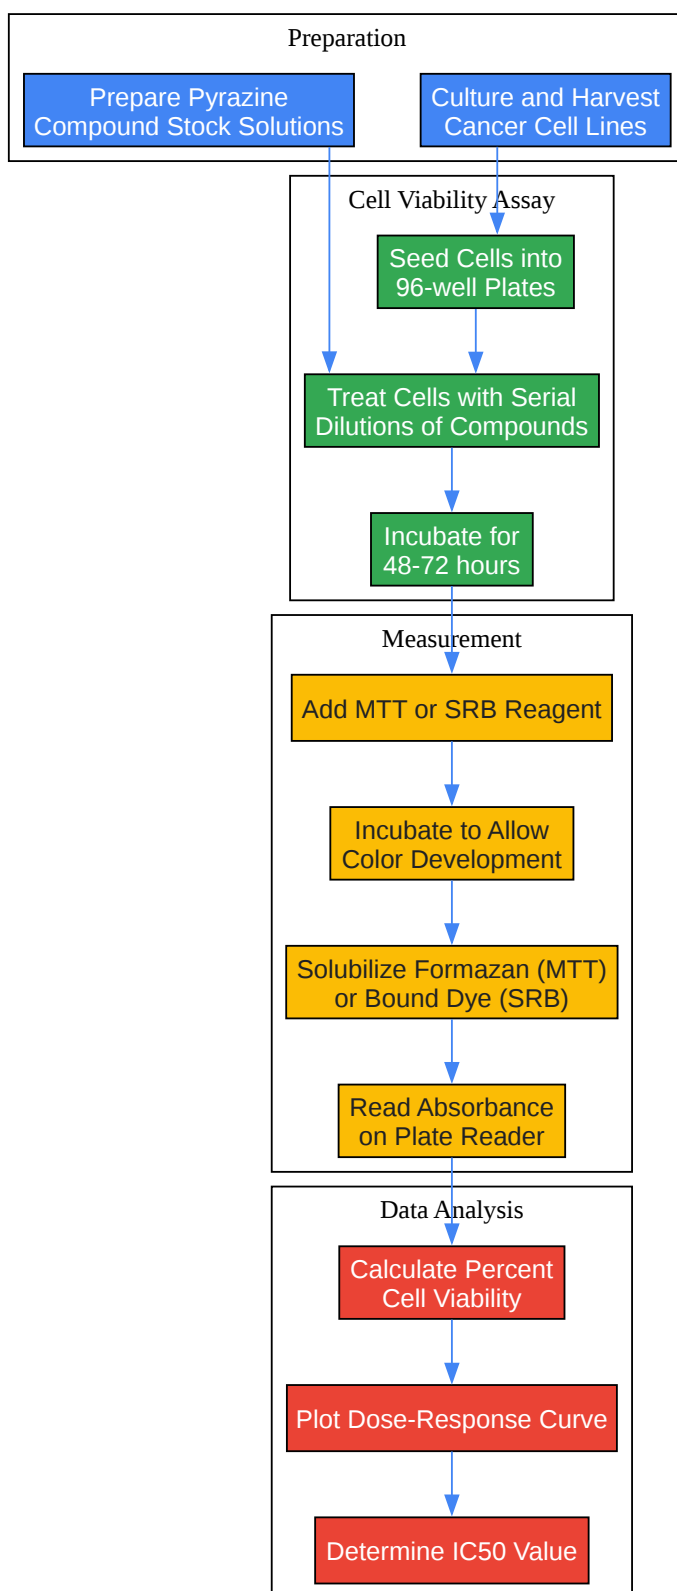 Preparation
Prepare Pyrazine
Compound Stock Solutions
Culture and Harvest
Cancer Cell Lines
Cell Viability Assay
Seed Cells into
96-well Plates
Treat Cells with Serial
Dilutions of Compounds
Incubate for
48-72 hours
Measurement
Add MTT or SRB Reagent
Incubate to Allow
Color Development
Solubilize Formazan (MTT)
or Bound Dye (SRB)
Read Absorbance
on Plate Reader
Data Analysis
Calculate Percent
Cell Viability
Plot Dose-Response Curve
Determine IC50 Value